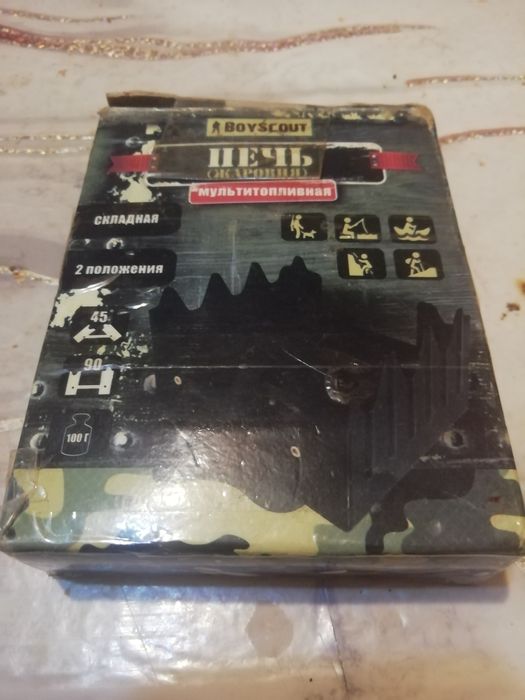 BOYSCOUT
ПЕЧЬ
(ЖАРОВНЯ)
мультитопливная
СКЛАДНАЯ
2 ПОЛОЖЕНИЯ
45
90
100 Г